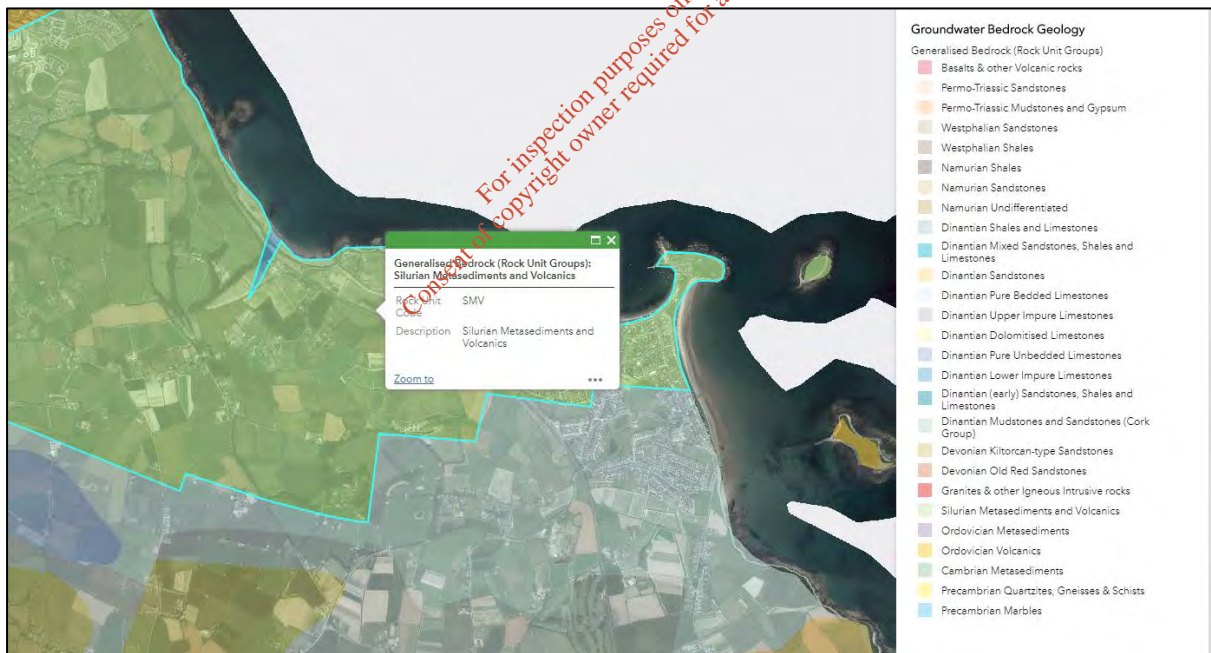 For inspection purposes on
Consent of copyright owner required for a
Generalised Bedrock (Rock Unit Groups):
Silurian Metasediments and Volcanics
Rock Unit Code SMV
Description Silurian Metasediments and
Volcanics
Zoom to
Groundwater Bedrock Geology
Generalised Bedrock (Rock Unit Groups)
Basalts & other Volcanic rocks
Permo-Triassic Sandstones
Permo-Triassic Mudstones and Gypsum
Westphalian Sandstones
Westphalian Shales
Namurian Shales
Namurian Sandstones
Namurian Undifferentiated
Dinantian Shales and Limestones
Dinantian Mixed Sandstones, Shales and
Limestones
Dinantian Sandstones
Dinantian Pure Bedded Limestones
Dinantian Upper Impure Limestones
Dinantian Dolomitised Limestones
Dinantian Pure Unbedded Limestones
Dinantian Lower Impure Limestones
Dinantian (early) Sandstones, Shales and
Limestones
Dinantian Mudstones and Sandstones (Cork
Group)
Devonian Kiltorcan-type Sandstones
Devonian Old Red Sandstones
Granites & other Igneous Intrusive rocks
Silurian Metasediments and Volcanics
Ordovician Metasediments
Ordovician Volcanics
Cambrian Metasediments
Precambrian Quartzites, Gneisses & Schists
Precambrian Marbles